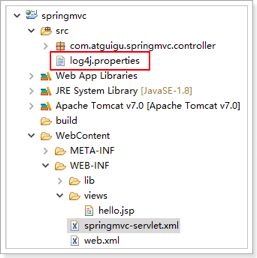 springmvc
src
com.atguigu.springmvc.controller
log4j.properties
Web App Libraries
JRE System Library [JavaSE-1.8]
Apache Tomcat v7.0 [Apache Tomcat v7.0]
build
WebContent
META-INF
WEB-INF
lib
views
hello.jsp
springmvc-servlet.xml
web.xml